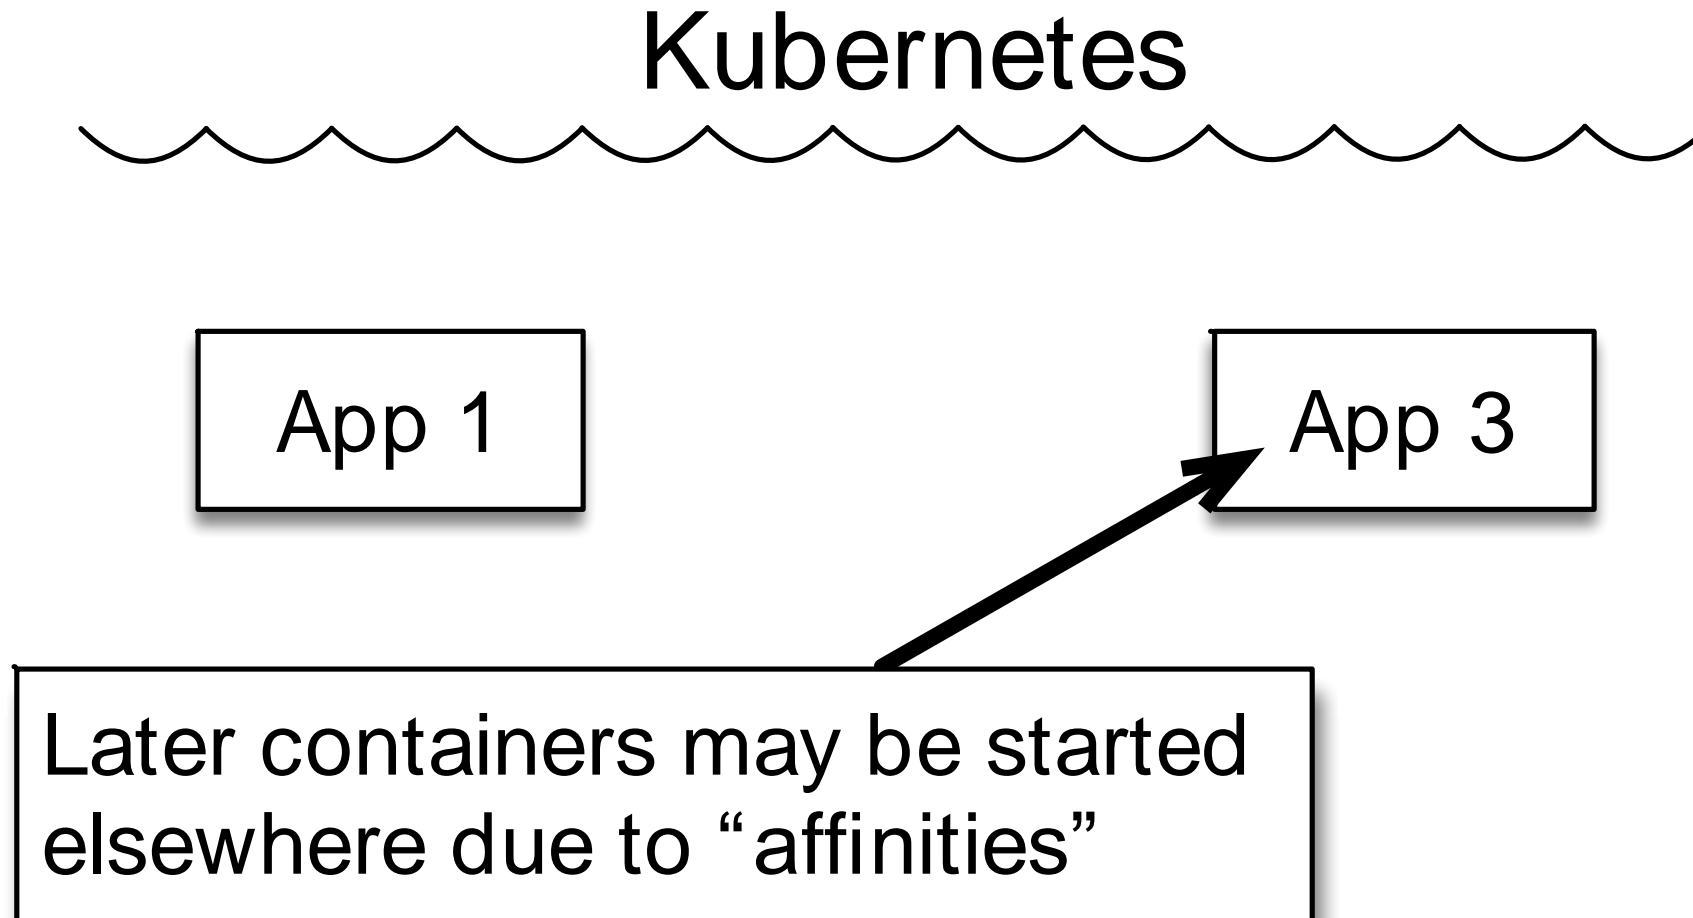 Kubernetes
App 1
App 3
Later containers may be started
elsewhere due to “affinities”